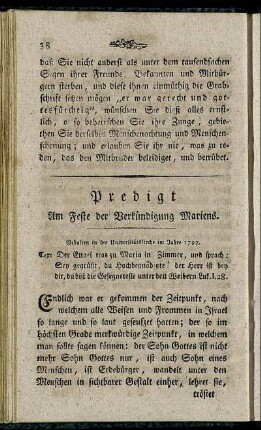 38
daß Sie nicht anderst als unter dem tausendfachen
Segen ihrer Freunde, Bekannten und Mitbür-
gern sterben, und diese ihnen einmüthig die Grab-
schrift setzen mögen „er war gerecht und got-
tesfürchtig“, wünschen Sie dieß alles ernst-
lich, o so beherrschen Sie ihre Zunge, gebie-
then Sie derselben Menschenachtung und Menschen-
schonung; und erlauben Sie ihr nie, was zu re-
den, das den Mitbruder beleidiget, und betrübet.
Predigt
Am Feste der Verkündigung Mariens.
Gehalten in der Universitätskirche im Jahre 1797.
Text Der Engel trat zu Maria in Zimmer, und sprach:
Sey gegrüßt, du Hochbegnadigte! der Herr ist bey
dir, du bist die Gesegneteste unter den Weibern Luk. I. 28.
Endlich war er gekommen der Zeitpunkt, nach
welchem alle Weisen und Frommen in Israel
so lange und so laut geseufzet hatten; der so im
höchsten Grade merkwürdige Zeitpunkt, in welchem
man sollte sagen können: der Sohn Gottes ist nicht
mehr Sohn Gottes nur, ist auch Sohn eines
Menschen, ist Erdebürger, wandelt unter den
Menschen in sichtbarer Gestalt einher, lehret sie,
tröstet